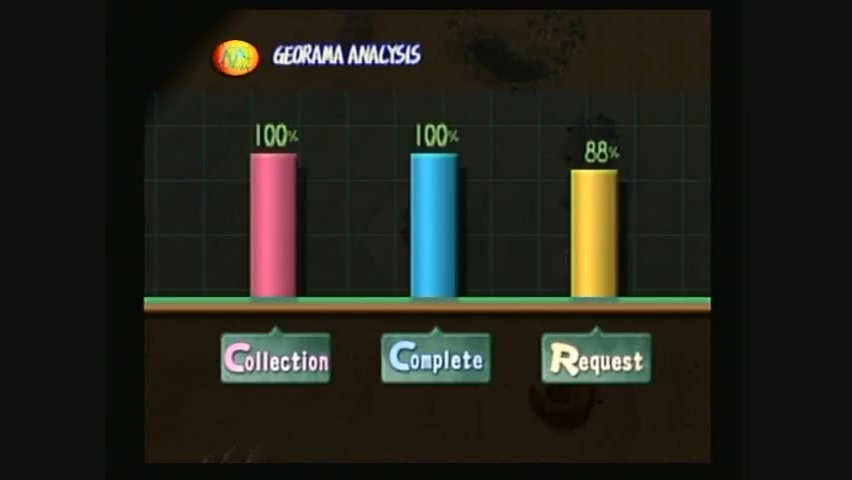 GEORAMA ANALYSIS
100%
100%
88%
Collection
Complete
Request